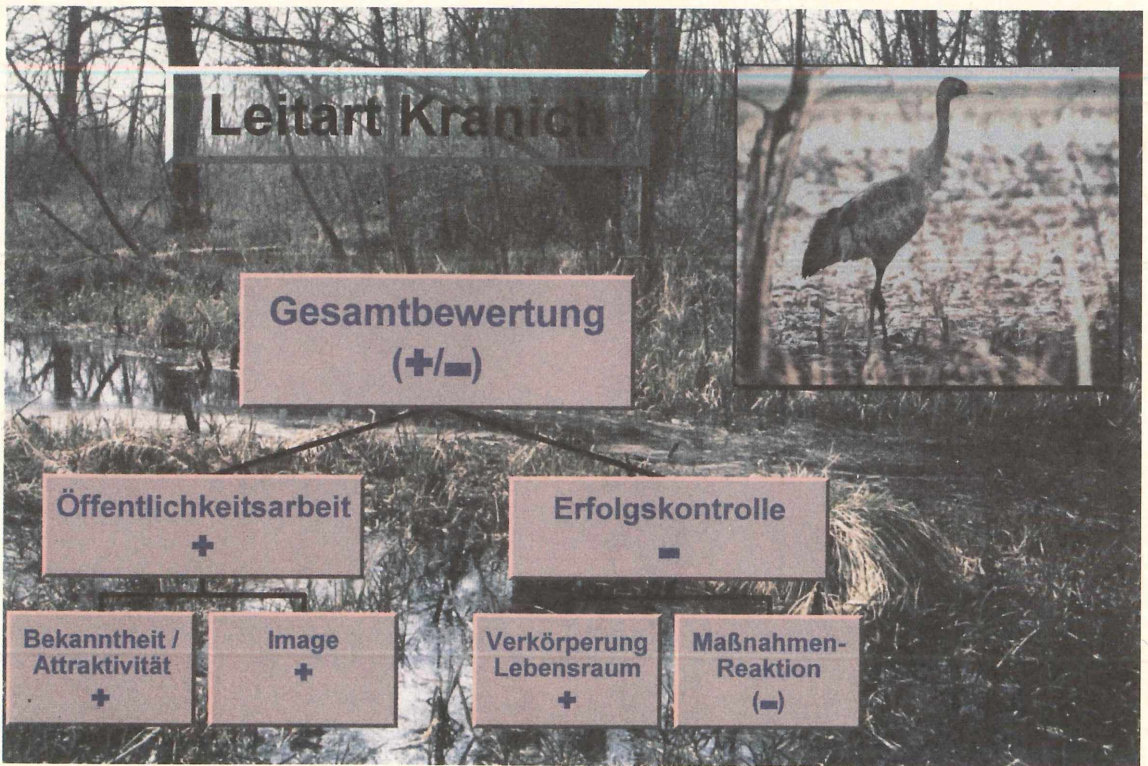 Leitart Kranich
Gesamtbewertung
(+/-)
Öffentlichkeitsarbeit
+
Erfolgskontrolle
-
Bekanntheit /
Attraktivität
+
Image
+
Verkörperung
Lebensraum
+
Maßnahmen-
Reaktion
(-)